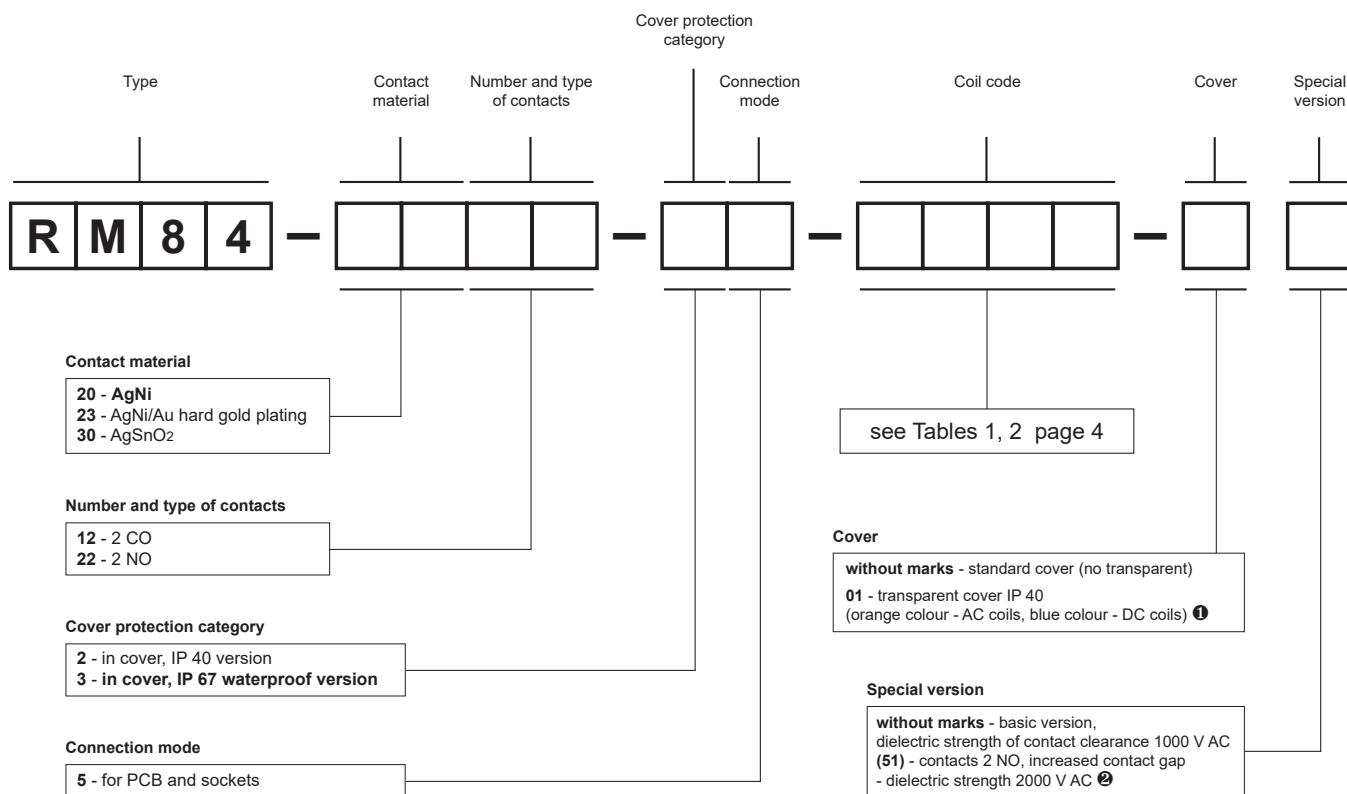 Cover protection
category
Type
Contact
material
Number and type
of contacts
Connection
mode
Coil code
Cover
Special
version
R M 8 4 – – – –
Contact material
20 - AgNi
23 - AgNi/Au hard gold plating
30 - AgSnO2
see Tables 1, 2 page 4
Number and type of contacts
12 - 2 CO
22 - 2 NO
Cover
without marks - standard cover (no transparent)
01 - transparent cover IP 40
(orange colour - AC coils, blue colour - DC coils) ❶
Cover protection category
2 - in cover, IP 40 version
3 - in cover, IP 67 waterproof version
Special version
without marks - basic version,
dielectric strength of contact clearance 1000 V AC
(51) - contacts 2 NO, increased contact gap
- dielectric strength 2000 V AC ❷
Connection mode
5 - for PCB and sockets